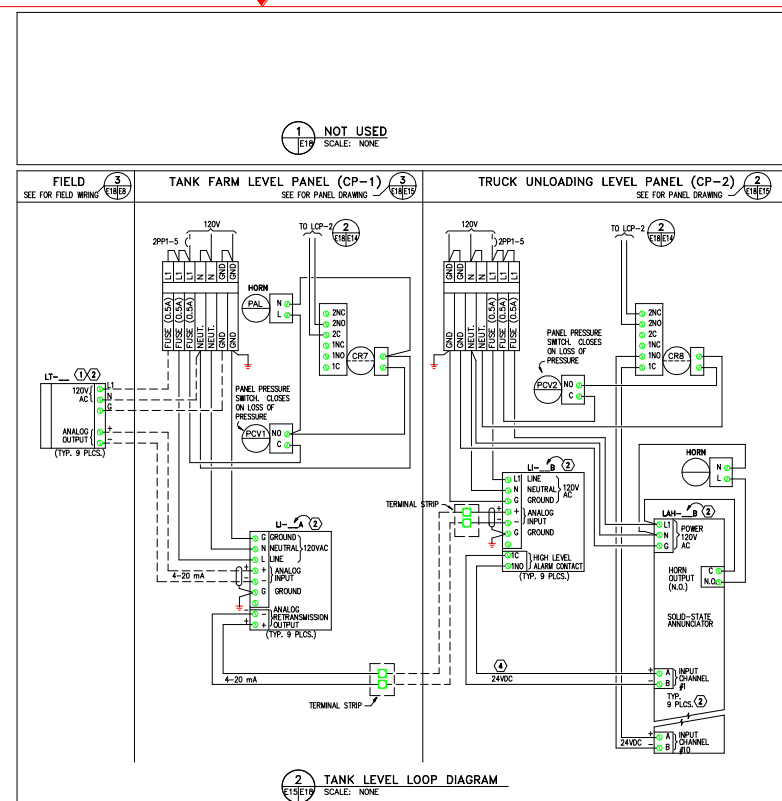 1 NOT USED
E18 SCALE: NONE
FIELD 3
SEE FOR FIELD WIRING E18 E8
TANK FARM LEVEL PANEL (CP-1) 3
SEE FOR PANEL DRAWING E18 E15
TRUCK UNLOADING LEVEL PANEL (CP-2) 2
SEE FOR PANEL DRAWING E18 E15
120V
2PP1-5
L1 L1 L1 N N GND GND
FUSE (0.5A) FUSE (0.5A) FUSE (0.5A) NEUT. NEUT. GND GND
HORN
PAL N L
TO LCP-2 2
E18 E14
2NC
2NO
2C
1NC
1NO
1C
CR7
PANEL PRESSURE
SWITCH. CLOSES
ON LOSS OF
PRESSURE
PCV1 NO
C
LT-__ 1 2
120V
AC
L1
N
G
ANALOG
OUTPUT
+
-
(TYP. 9 PLCS.)
4-20 mA
LI-__A 2
G GROUND
N NEUTRAL 120VAC
L LINE
+ ANALOG
- INPUT
G GROUND
- ANALOG
RETRANSMISSION
+ OUTPUT
(TYP. 9 PLCS.)
4-20 mA
TERMINAL STRIP
120V
2PP1-5
GND GND N N L1 L1 L1
GND GND NEUT. NEUT. FUSE (0.5A) FUSE (0.5A) FUSE (0.5A)
TO LCP-2 2
E18 E14
2NC
2NO
2C
1NC
1NO
1C
CR8
PANEL PRESSURE
SWITCH. CLOSES
ON LOSS OF
PRESSURE
PCV2 NO
C
TERMINAL STRIP
LI-__B 2
L1 LINE
N NEUTRAL 120V
G GROUND AC
+ ANALOG
- INPUT
G GROUND
1C HIGH LEVEL
1NO ALARM CONTACT
(TYP. 9 PLCS.)
HORN
N
L
LAH-__B 2
L1 POWER
N 120V
G AC
HORN
OUTPUT
(N.O.)
C
N.O.
SOLID-STATE
ANNUNCIATOR
4
24VDC
+ A INPUT
- B CHANNEL
#1
TYP.
9 PLCS. 2
24VDC
+ A INPUT
- B CHANNEL
#10
2 TANK LEVEL LOOP DIAGRAM
E15 E18 SCALE: NONE